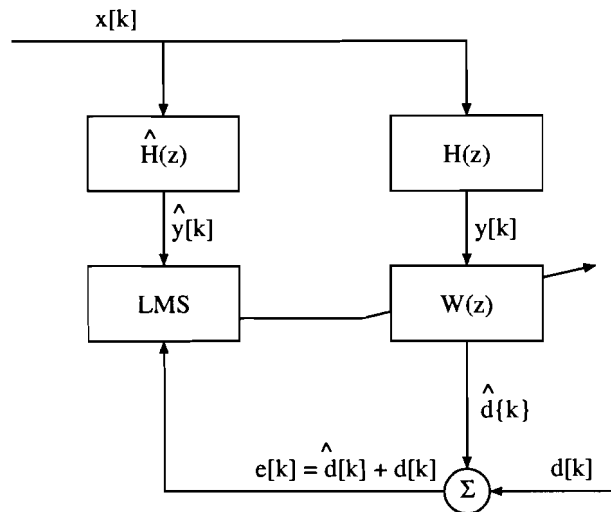 x[k]
Ĥ(z)
H(z)
ŷ[k]
y[k]
LMS
W(z)
d̂{k}
e[k] = d̂[k] + d[k]
Σ
d[k]